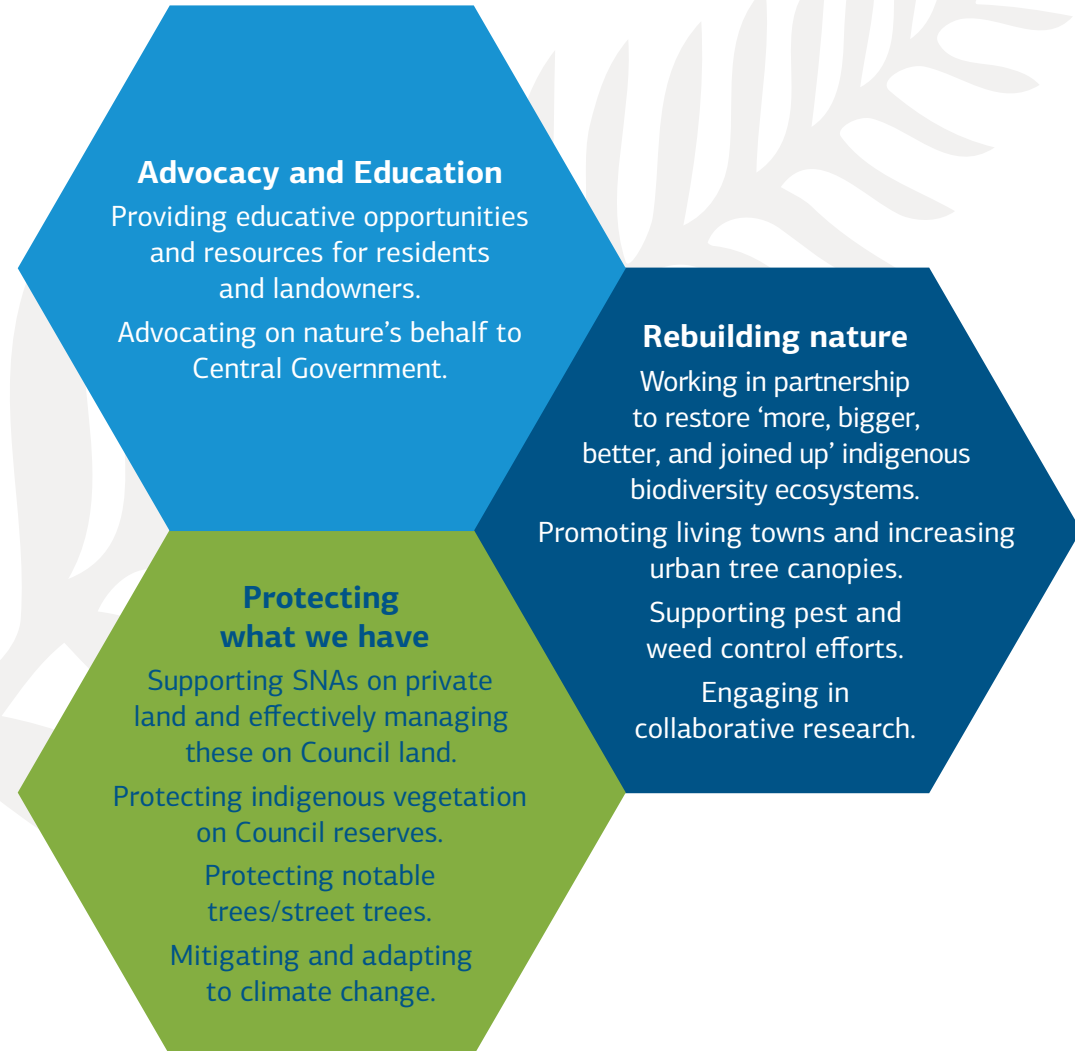 Advocacy and Education
Providing educative opportunities
and resources for residents
and landowners.
Advocating on nature's behalf to
Central Government.
Rebuilding nature
Working in partnership
to restore ‘more, bigger,
better, and joined up’ indigenous
biodiversity ecosystems.
Promoting living towns and increasing
urban tree canopies.
Supporting pest and
weed control efforts.
Engaging in
collaborative research.
Protecting
what we have
Supporting SNAs on private
land and effectively managing
these on Council land.
Protecting indigenous vegetation
on Council reserves.
Protecting notable
trees/street trees.
Mitigating and adapting
to climate change.